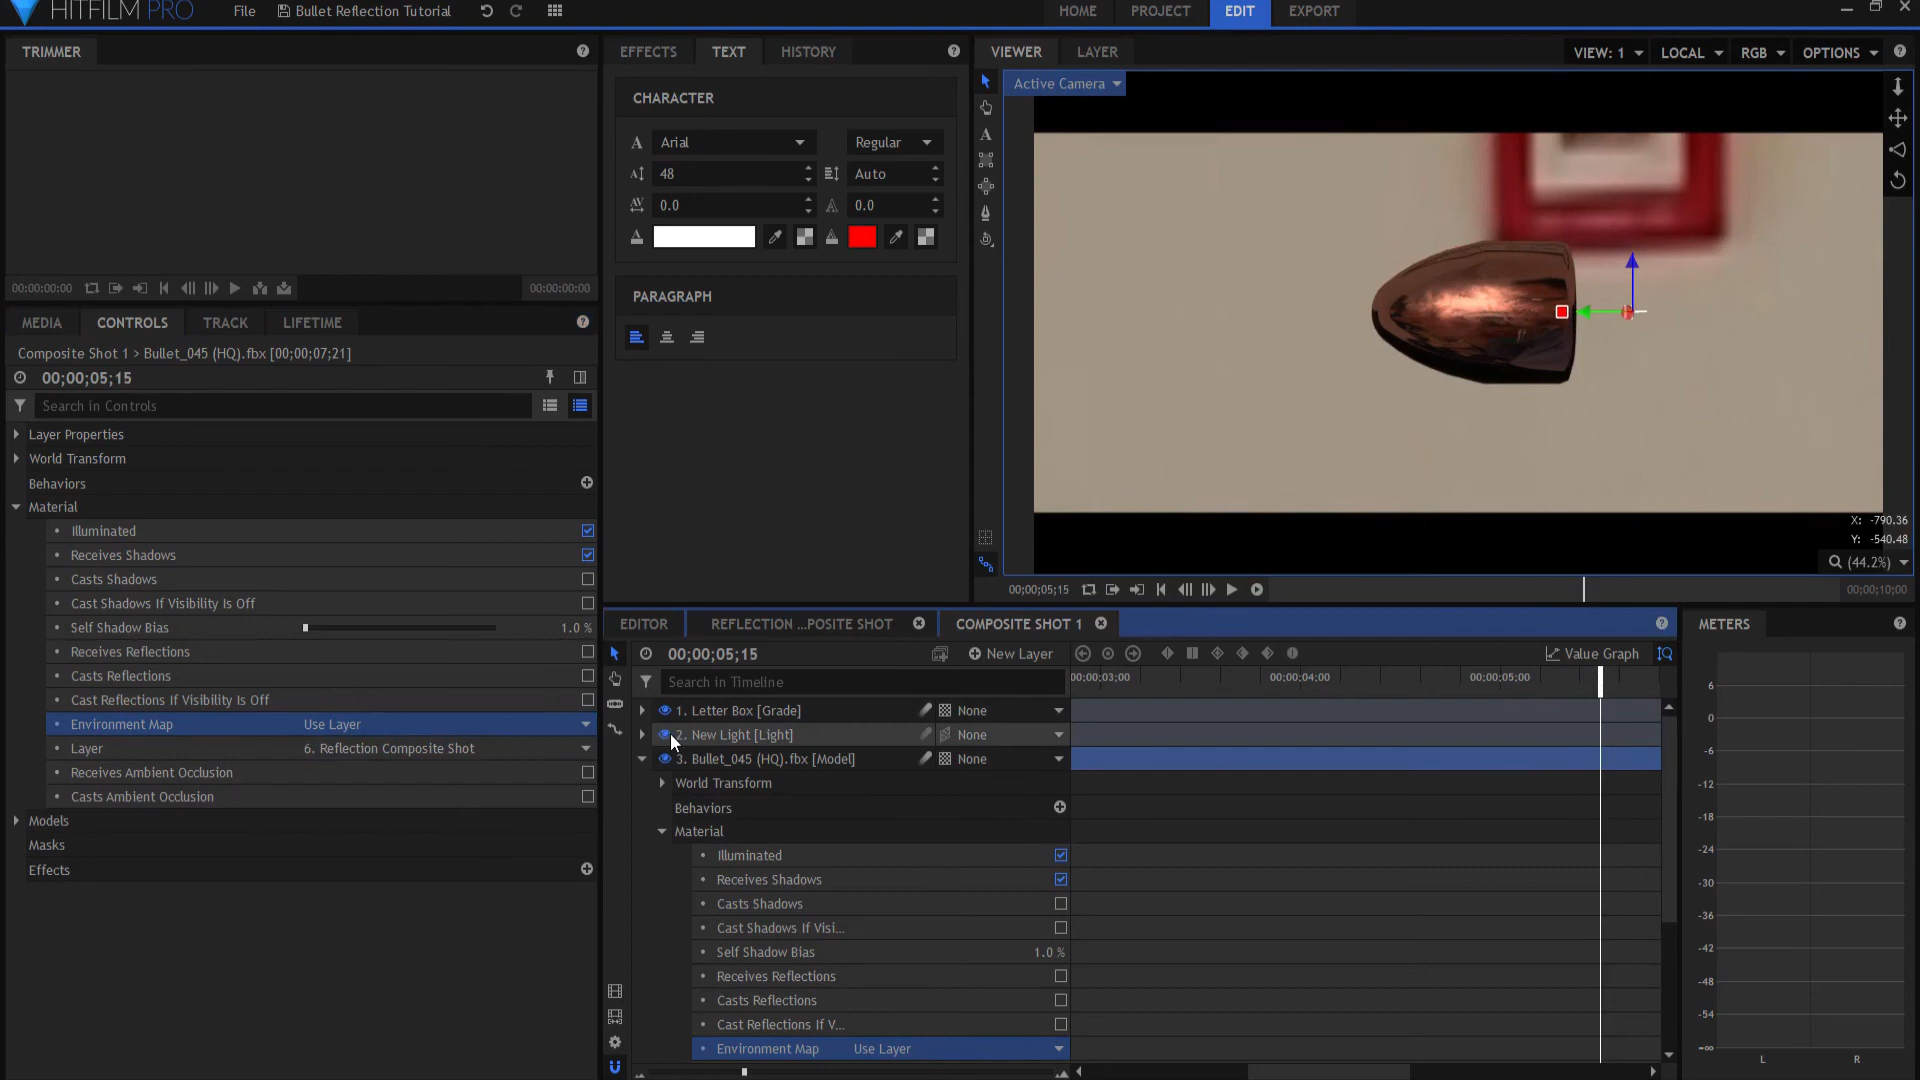 HITFILM PRO
File
Bullet Reflection Tutorial
HOME
PROJECT
EDIT
EXPORT
TRIMMER
EFFECTS
TEXT
HISTORY
VIEWER
LAYER
VIEW: 1
LOCAL
RGB
OPTIONS
Active Camera
CHARACTER
Arial
Regular
48
Auto
0.0
0.0
PARAGRAPH
00:00:00:00
00:00:00:00
MEDIA
CONTROLS
TRACK
LIFETIME
Composite Shot 1 > Bullet_045 (HQ).fbx [00;00;07;21]
00;00;05;15
Search in Controls
Layer Properties
World Transform
Behaviors
Material
Illuminated
Receives Shadows
Casts Shadows
Cast Shadows If Visibility Is Off
Self Shadow Bias 1.0 %
Receives Reflections
Casts Reflections
Cast Reflections If Visibility Is Off
Environment Map Use Layer
Layer 6. Reflection Composite Shot
Receives Ambient Occlusion
Casts Ambient Occlusion
Models
Masks
Effects
X: -790.36
Y: -540.48
(44.2%)
00;00;05;15
00;00;10;00
EDITOR
REFLECTION ...POSITE SHOT
COMPOSITE SHOT 1
METERS
00;00;05;15
New Layer
Value Graph
Search in Timeline
00;00;03;00
00;00;04;00
00;00;05;00
1. Letter Box [Grade] None
2. New Light [Light] None
3. Bullet_045 (HQ).fbx [Model] None
World Transform
Behaviors
Material
Illuminated
Receives Shadows
Casts Shadows
Cast Shadows If Visi...
Self Shadow Bias 1.0 %
Receives Reflections
Casts Reflections
Cast Reflections If V...
Environment Map Use Layer
6
0
-6
-12
-18
-24
-30
-36
-42
-48
-54
-∞
L R